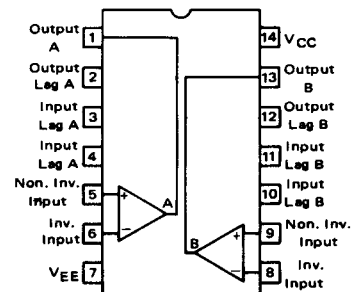 Output
A
1
Output
Lag A
2
Input
Lag A
3
Input
Lag A
4
Non. Inv.
Input
5
+
Inv.
Input
6
−
A
VEE
7
14
VCC
13
Output
B
12
Output
Lag B
11
Input
Lag B
10
Input
Lag B
9
Non. Inv.
Input
+
B
8
Inv.
Input
−